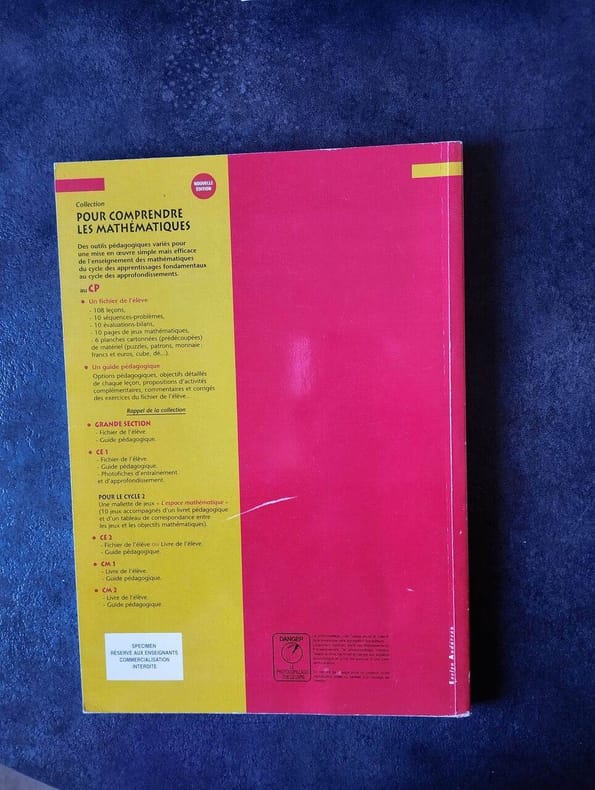 NOUVELLE
ÉDITION
Collection
POUR COMPRENDRE
LES MATHÉMATIQUES
Des outils pédagogiques variés pour
une mise en œuvre simple mais efficace
de l'enseignement des mathématiques
du cycle des apprentissages fondamentaux
au cycle des approfondissements.
au CP
• Un fichier de l'élève
- 108 leçons,
- 10 séquences-problèmes,
- 10 évaluations-bilans,
- 10 pages de jeux mathématiques,
- 6 planches cartonnées (prédécoupées)
de matériel (puzzles, patrons, monnaie :
francs et euros, cube, dé...).
• Un guide pédagogique
Options pédagogiques, objectifs détaillés
de chaque leçon, propositions d'activités
complémentaires, commentaires et corrigés
des exercices du fichier de l'élève.
Rappel de la collection
• GRANDE SECTION
- Fichier de l'élève.
- Guide pédagogique.
• CE 1
- Fichier de l'élève.
- Guide pédagogique.
- Photofiches d'entraînement
et d'approfondissement.
POUR LE CYCLE 2
Une mallette de jeux « L'espace mathématique »
(10 jeux accompagnés d'un livret pédagogique
et d'un tableau de correspondance entre
les jeux et les objectifs mathématiques).
• CE 2
- Fichier de l'élève ou Livre de l'élève.
- Guide pédagogique.
• CM 1
- Livre de l'élève.
- Guide pédagogique.
• CM 2
- Livre de l'élève.
- Guide pédagogique.
SPECIMEN
RÉSERVÉ AUX ENSEIGNANTS
COMMERCIALISATION
INTERDITE
DANGER
LE
PHOTOCOPILLAGE
TUE LE LIVRE